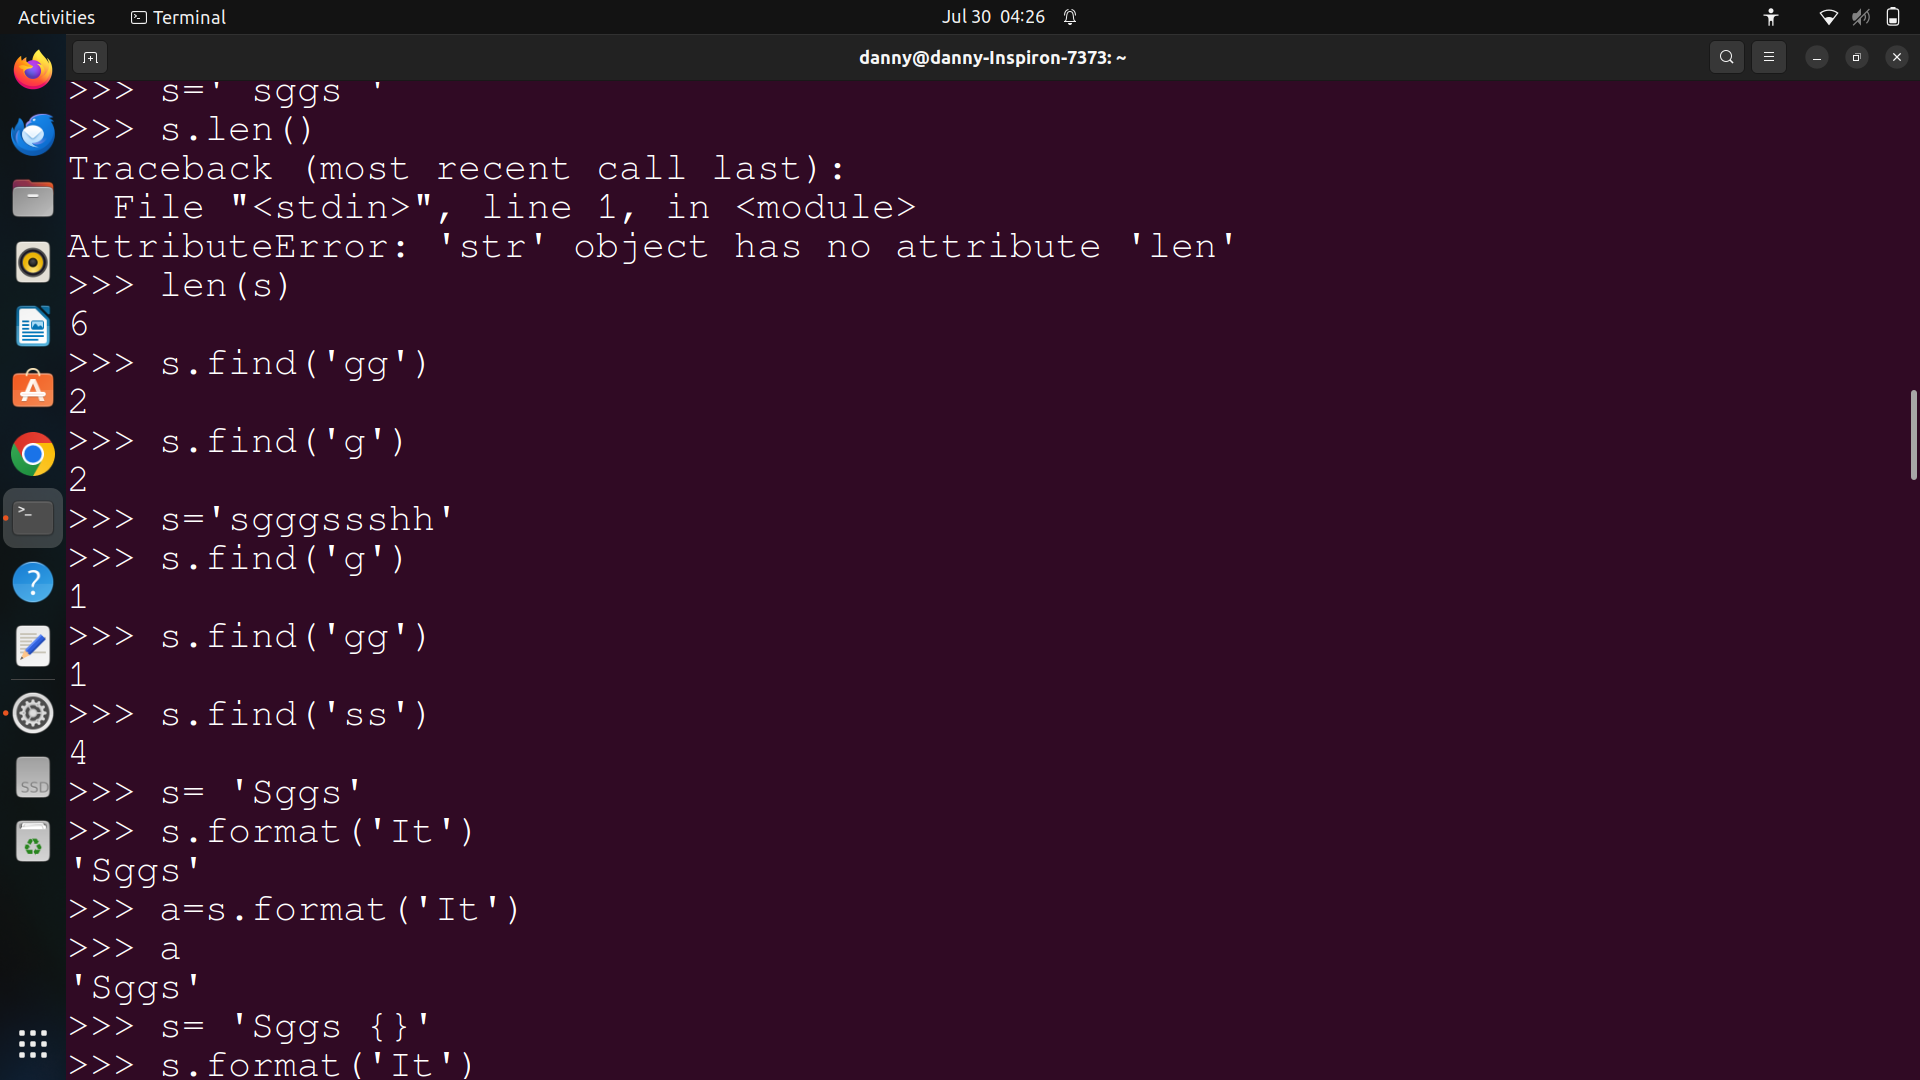 Activities Terminal Jul 30 04:26
danny@danny-Inspiron-7373: ~
>>> s=' sggs '
>>> s.len()
Traceback (most recent call last):
  File "<stdin>", line 1, in <module>
AttributeError: 'str' object has no attribute 'len'
>>> len(s)
6
>>> s.find('gg')
2
>>> s.find('g')
2
>>> s='sgggssshh'
>>> s.find('g')
1
>>> s.find('gg')
1
>>> s.find('ss')
4
>>> s= 'Sggs'
>>> s.format('It')
'Sggs'
>>> a=s.format('It')
>>> a
'Sggs'
>>> s= 'Sggs {}'
>>> s.format('It')
SSD